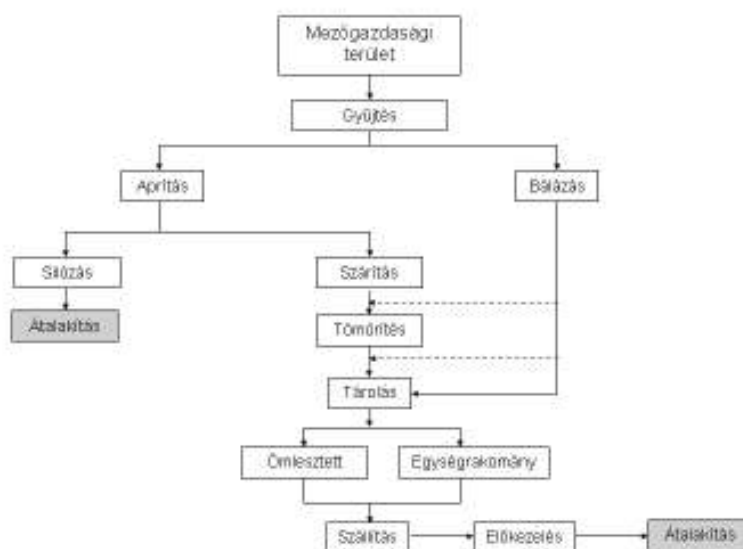 Mezőgazdasági
terület
Gyűjtés
Aprítás
Bálázás
Silózás
Szárítás
Átalakítás
Tömörítés
Tárolás
Ömlesztett
Egységrakomány
Szállítás
Előkezelés
Átalakítás